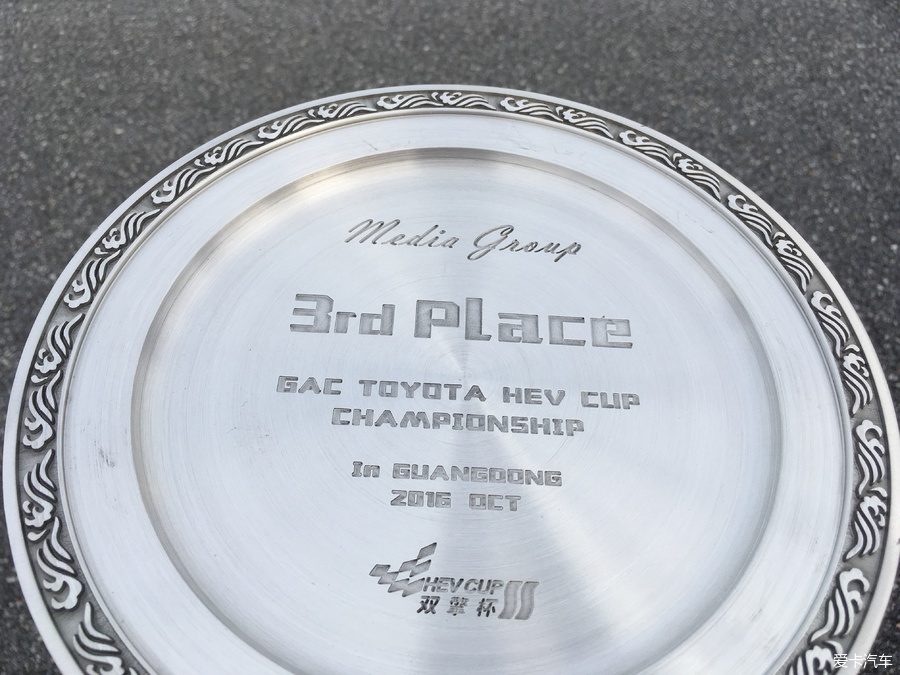 Media Group
3rd Place
GAC TOYOTA HEV CUP
CHAMPIONSHIP
In GUANGDONG
2016 OCT
HEV CUP
双擎杯
爱卡汽车